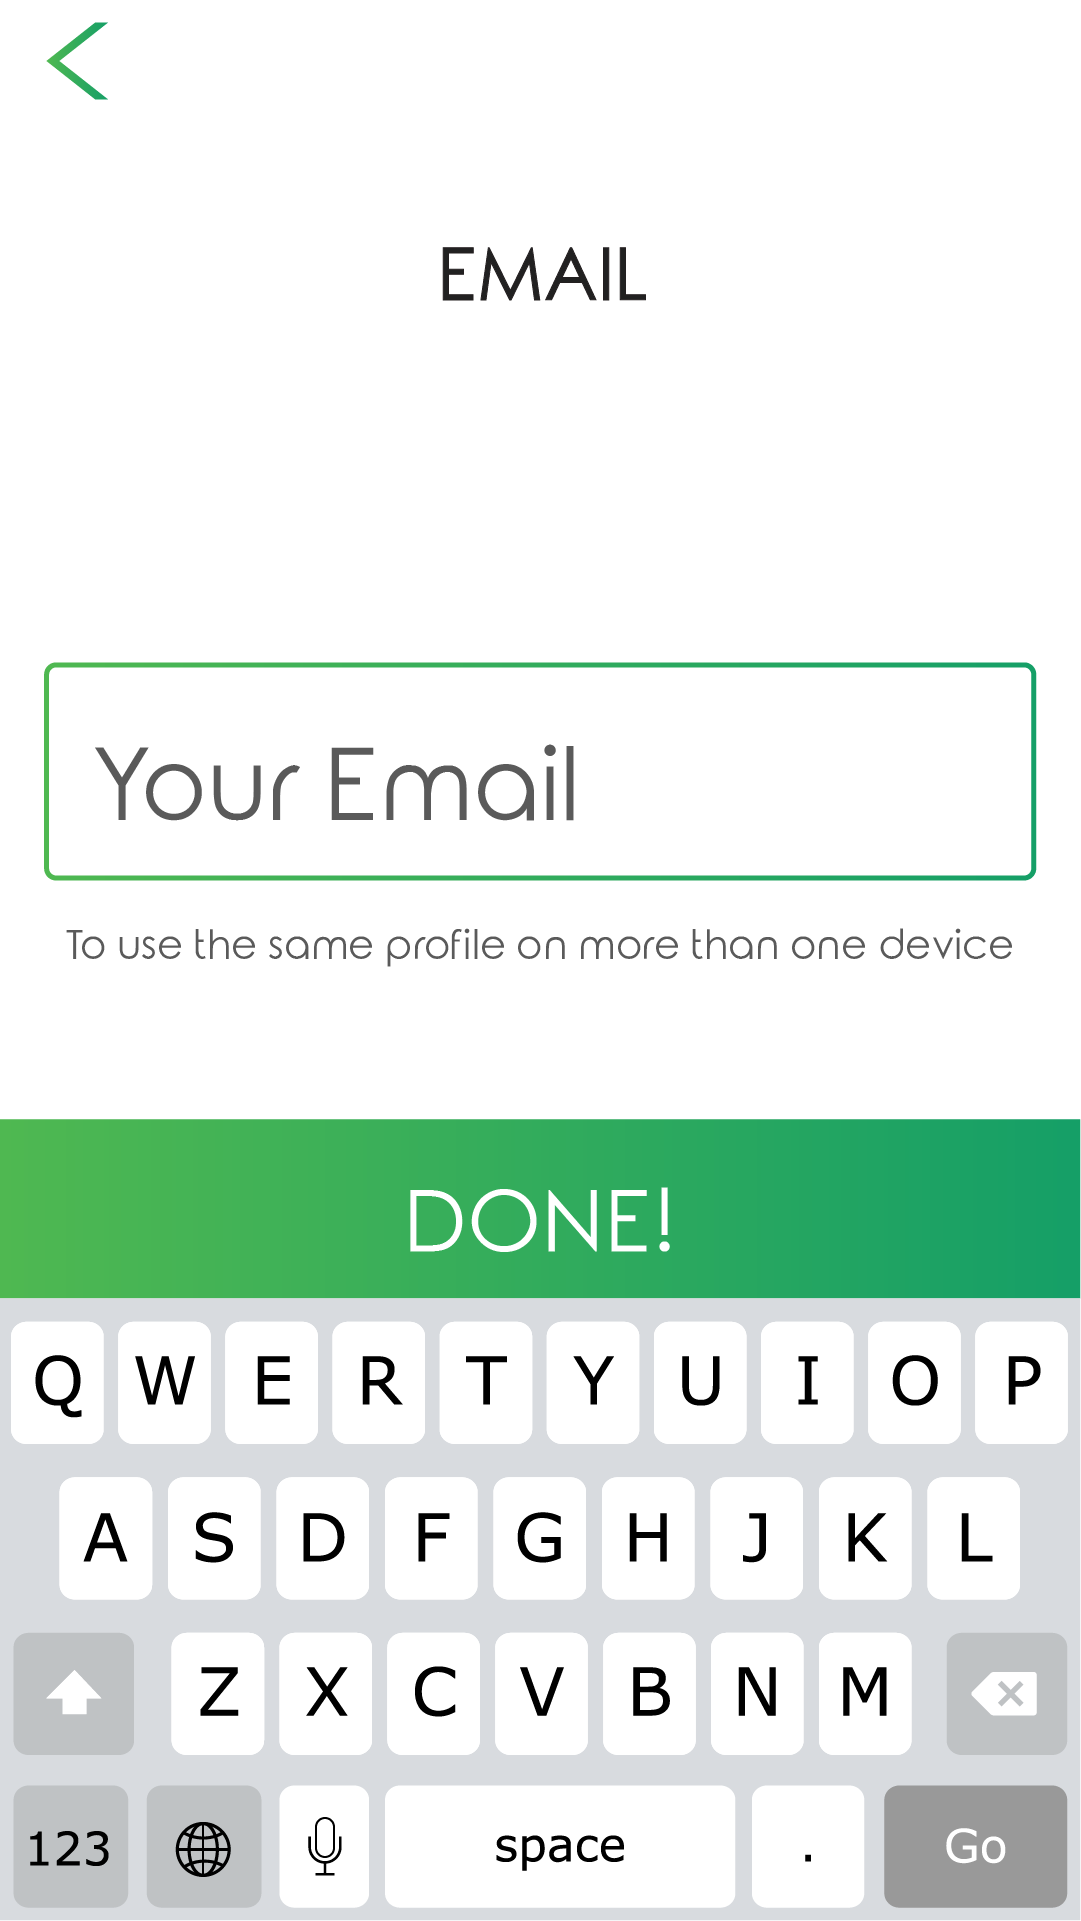 EMAIL
Your Email
To use the same profile on more than one device
DONE!
Q W E R T Y U I O P
A S D F G H J K L
Z X C V B N M
123 space . Go